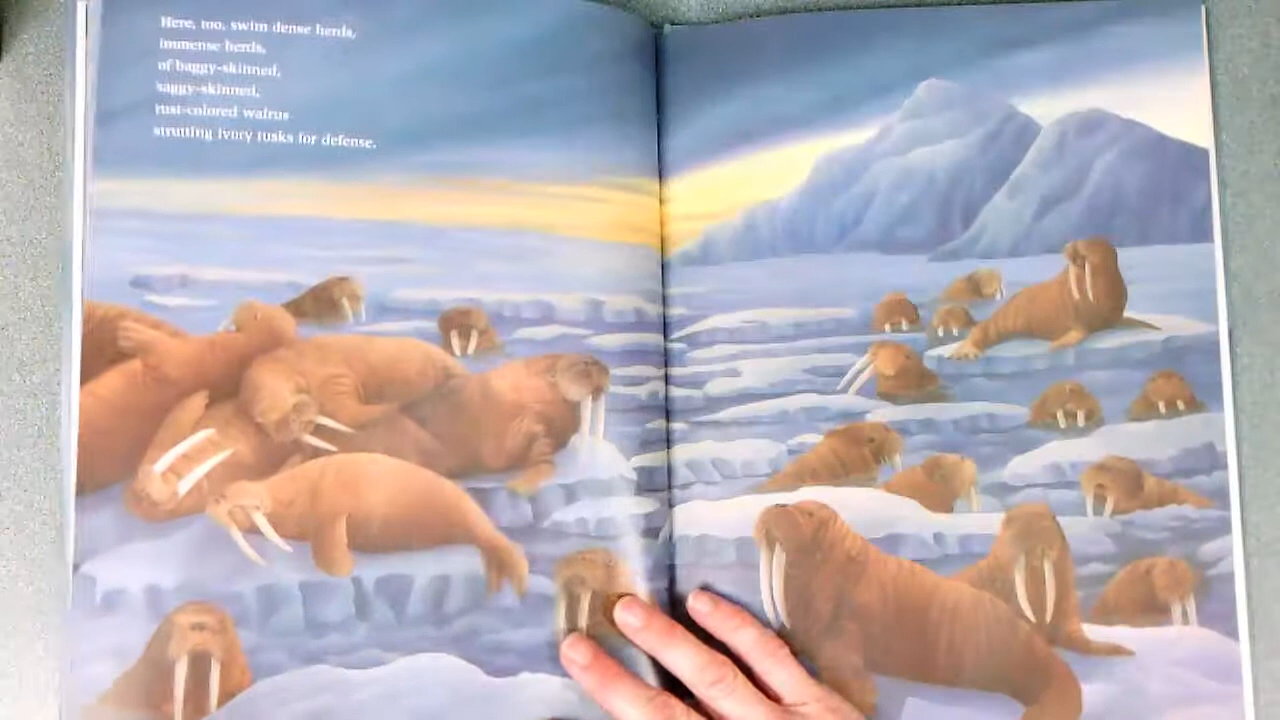 Here, too, swim dense herds,
immense herds,
of baggy-skinned,
saggy-skinned,
rust-colored walrus
strutting ivory tusks for defense.